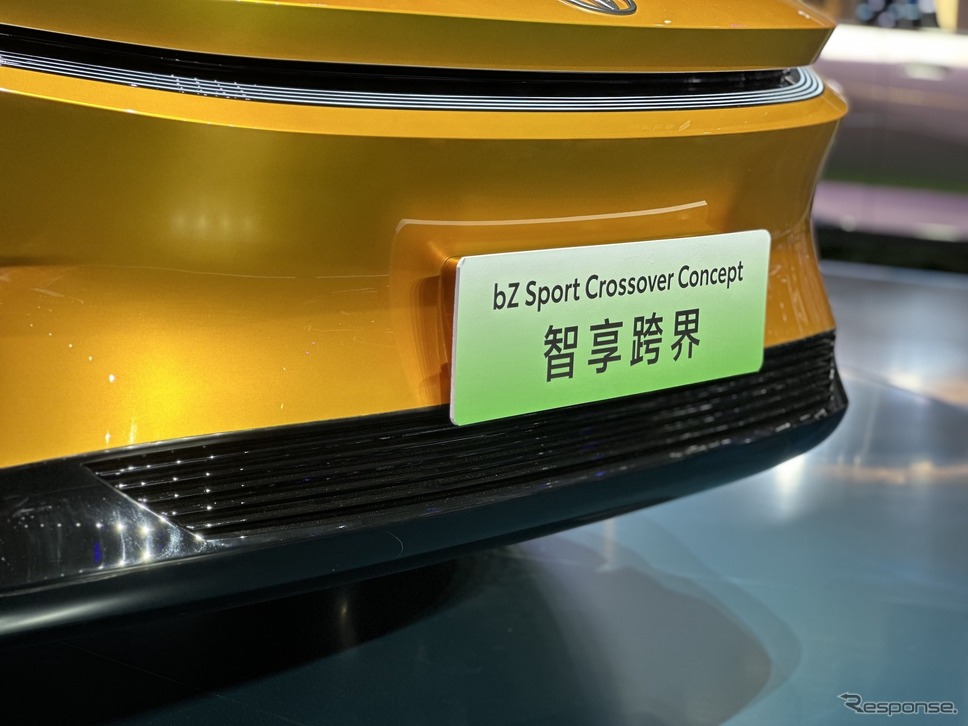 bZ Sport Crossover Concept
智享跨界
Response.